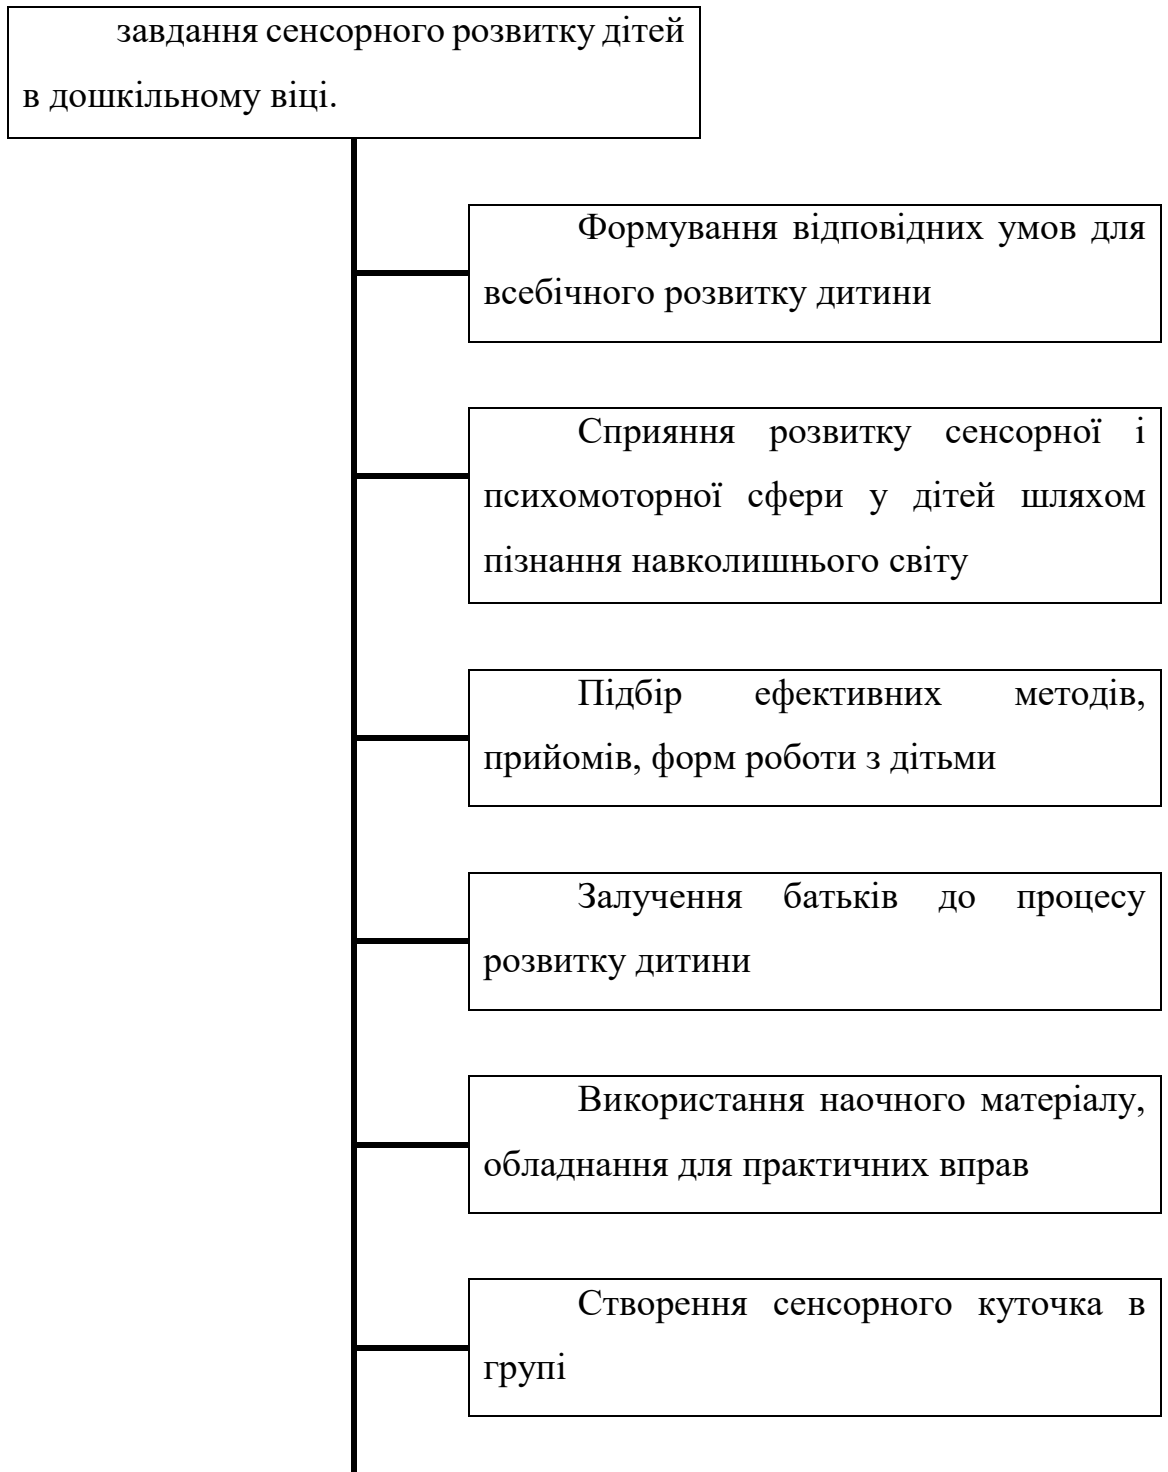 завдання сенсорного розвитку дітей
в дошкільному віці.
Формування відповідних умов для
всебічного розвитку дитини
Сприяння розвитку сенсорної і
психомоторної сфери у дітей шляхом
пізнання навколишнього світу
Підбір ефективних методів,
прийомів, форм роботи з дітьми
Залучення батьків до процесу
розвитку дитини
Використання наочного матеріалу,
обладнання для практичних вправ
Створення сенсорного куточка в
групі